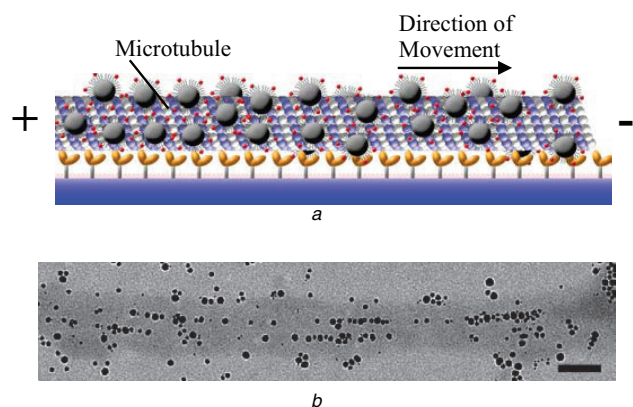 Microtubule
Direction of
Movement
+
-
a
b